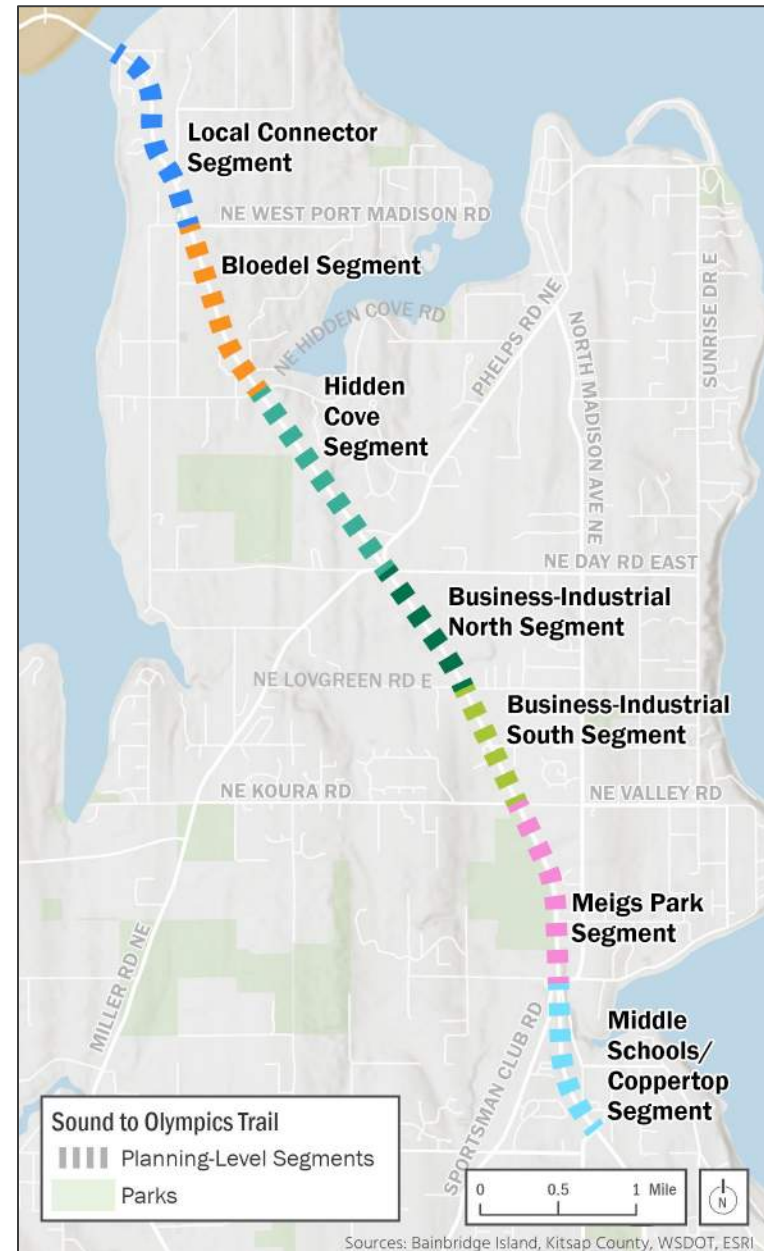 Local Connector
Segment
NE WEST PORT MADISON RD
Bloedel Segment
NE HIDDEN COVE RD
PHELPS RD NE
NORTH MADISON AVE NE
SUNRISE DR E
Hidden
Cove
Segment
NE DAY RD EAST
Business-Industrial
North Segment
NE LOVGREEN RD E
Business-Industrial
South Segment
NE KOURA RD
NE VALLEY RD
Meigs Park
Segment
MILLER RD NE
SPORTSMAN CLUB RD
Middle
Schools/
Coppertop
Segment
Sound to Olympics Trail
Planning-Level Segments
Parks
0 0.5 1 Mile
N
Sources: Bainbridge Island, Kitsap County, WSDOT, ESRI